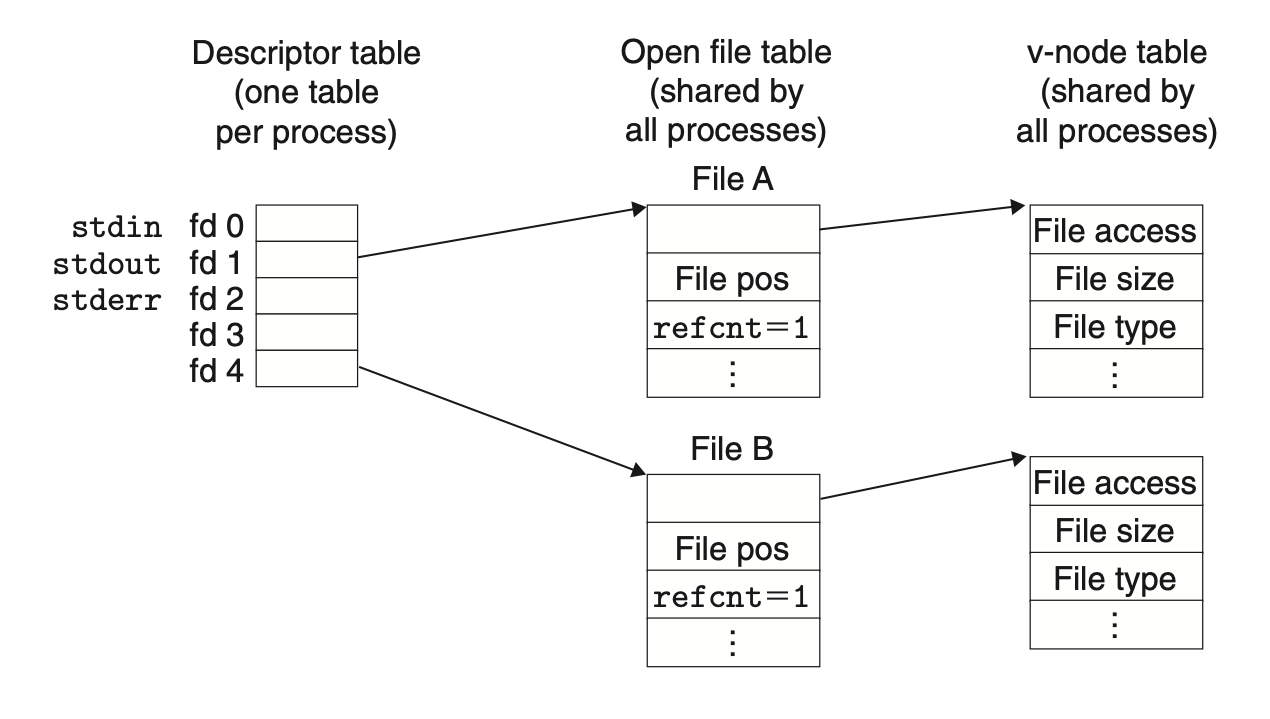 Descriptor table
(one table
per process)
Open file table
(shared by
all processes)
v-node table
(shared by
all processes)
stdin fd 0
stdout fd 1
stderr fd 2
fd 3
fd 4
File A
File pos
refcnt=1
⋮
File access
File size
File type
⋮
File B
File pos
refcnt=1
⋮
File access
File size
File type
⋮